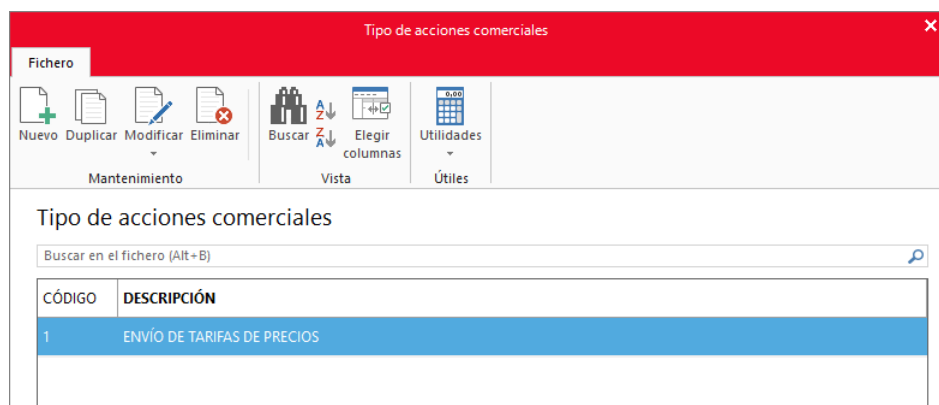 Tipo de acciones comerciales
Fichero
Nuevo Duplicar Modificar Eliminar Buscar Elegir columnas Utilidades
Mantenimiento Vista Útiles
Tipo de acciones comerciales
Buscar en el fichero (Alt+B)
CÓDIGO DESCRIPCIÓN
1 ENVÍO DE TARIFAS DE PRECIOS